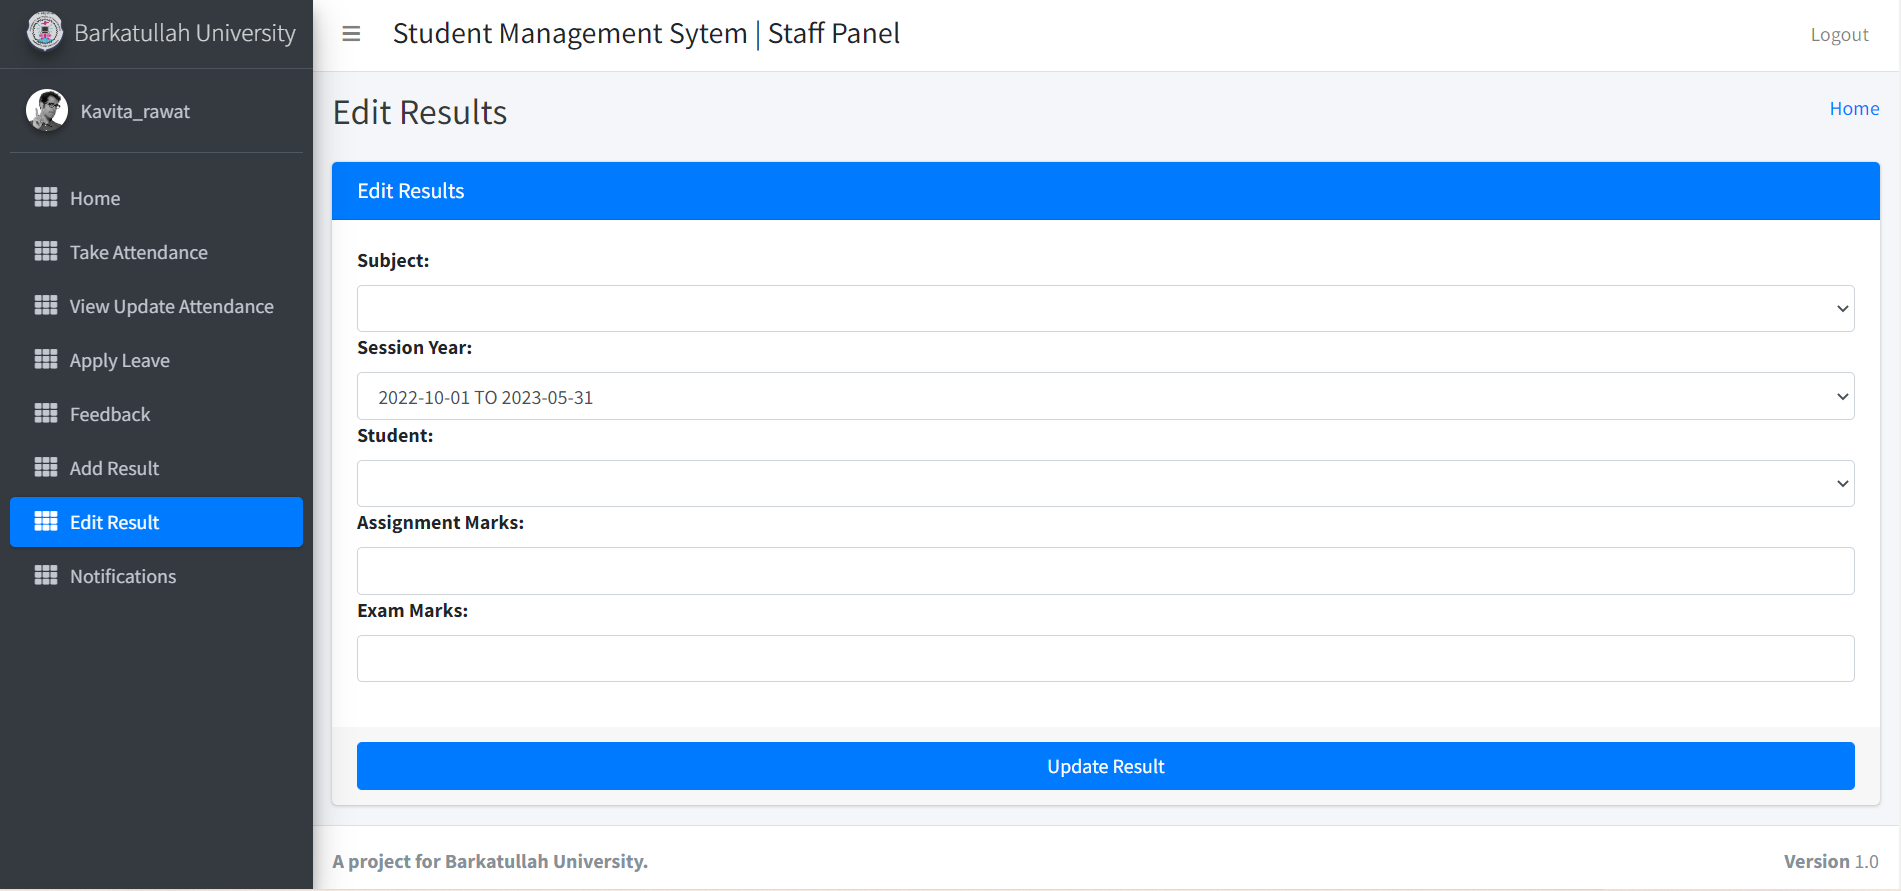 Barkatullah University
Kavita_rawat
Home
Take Attendance
View Update Attendance
Apply Leave
Feedback
Add Result
Edit Result
Notifications
Student Management Sytem | Staff Panel
Logout
Edit Results
Home
Edit Results
Subject:
Session Year:
2022-10-01 TO 2023-05-31
Student:
Assignment Marks:
Exam Marks:
Update Result
A project for Barkatullah University.
Version 1.0